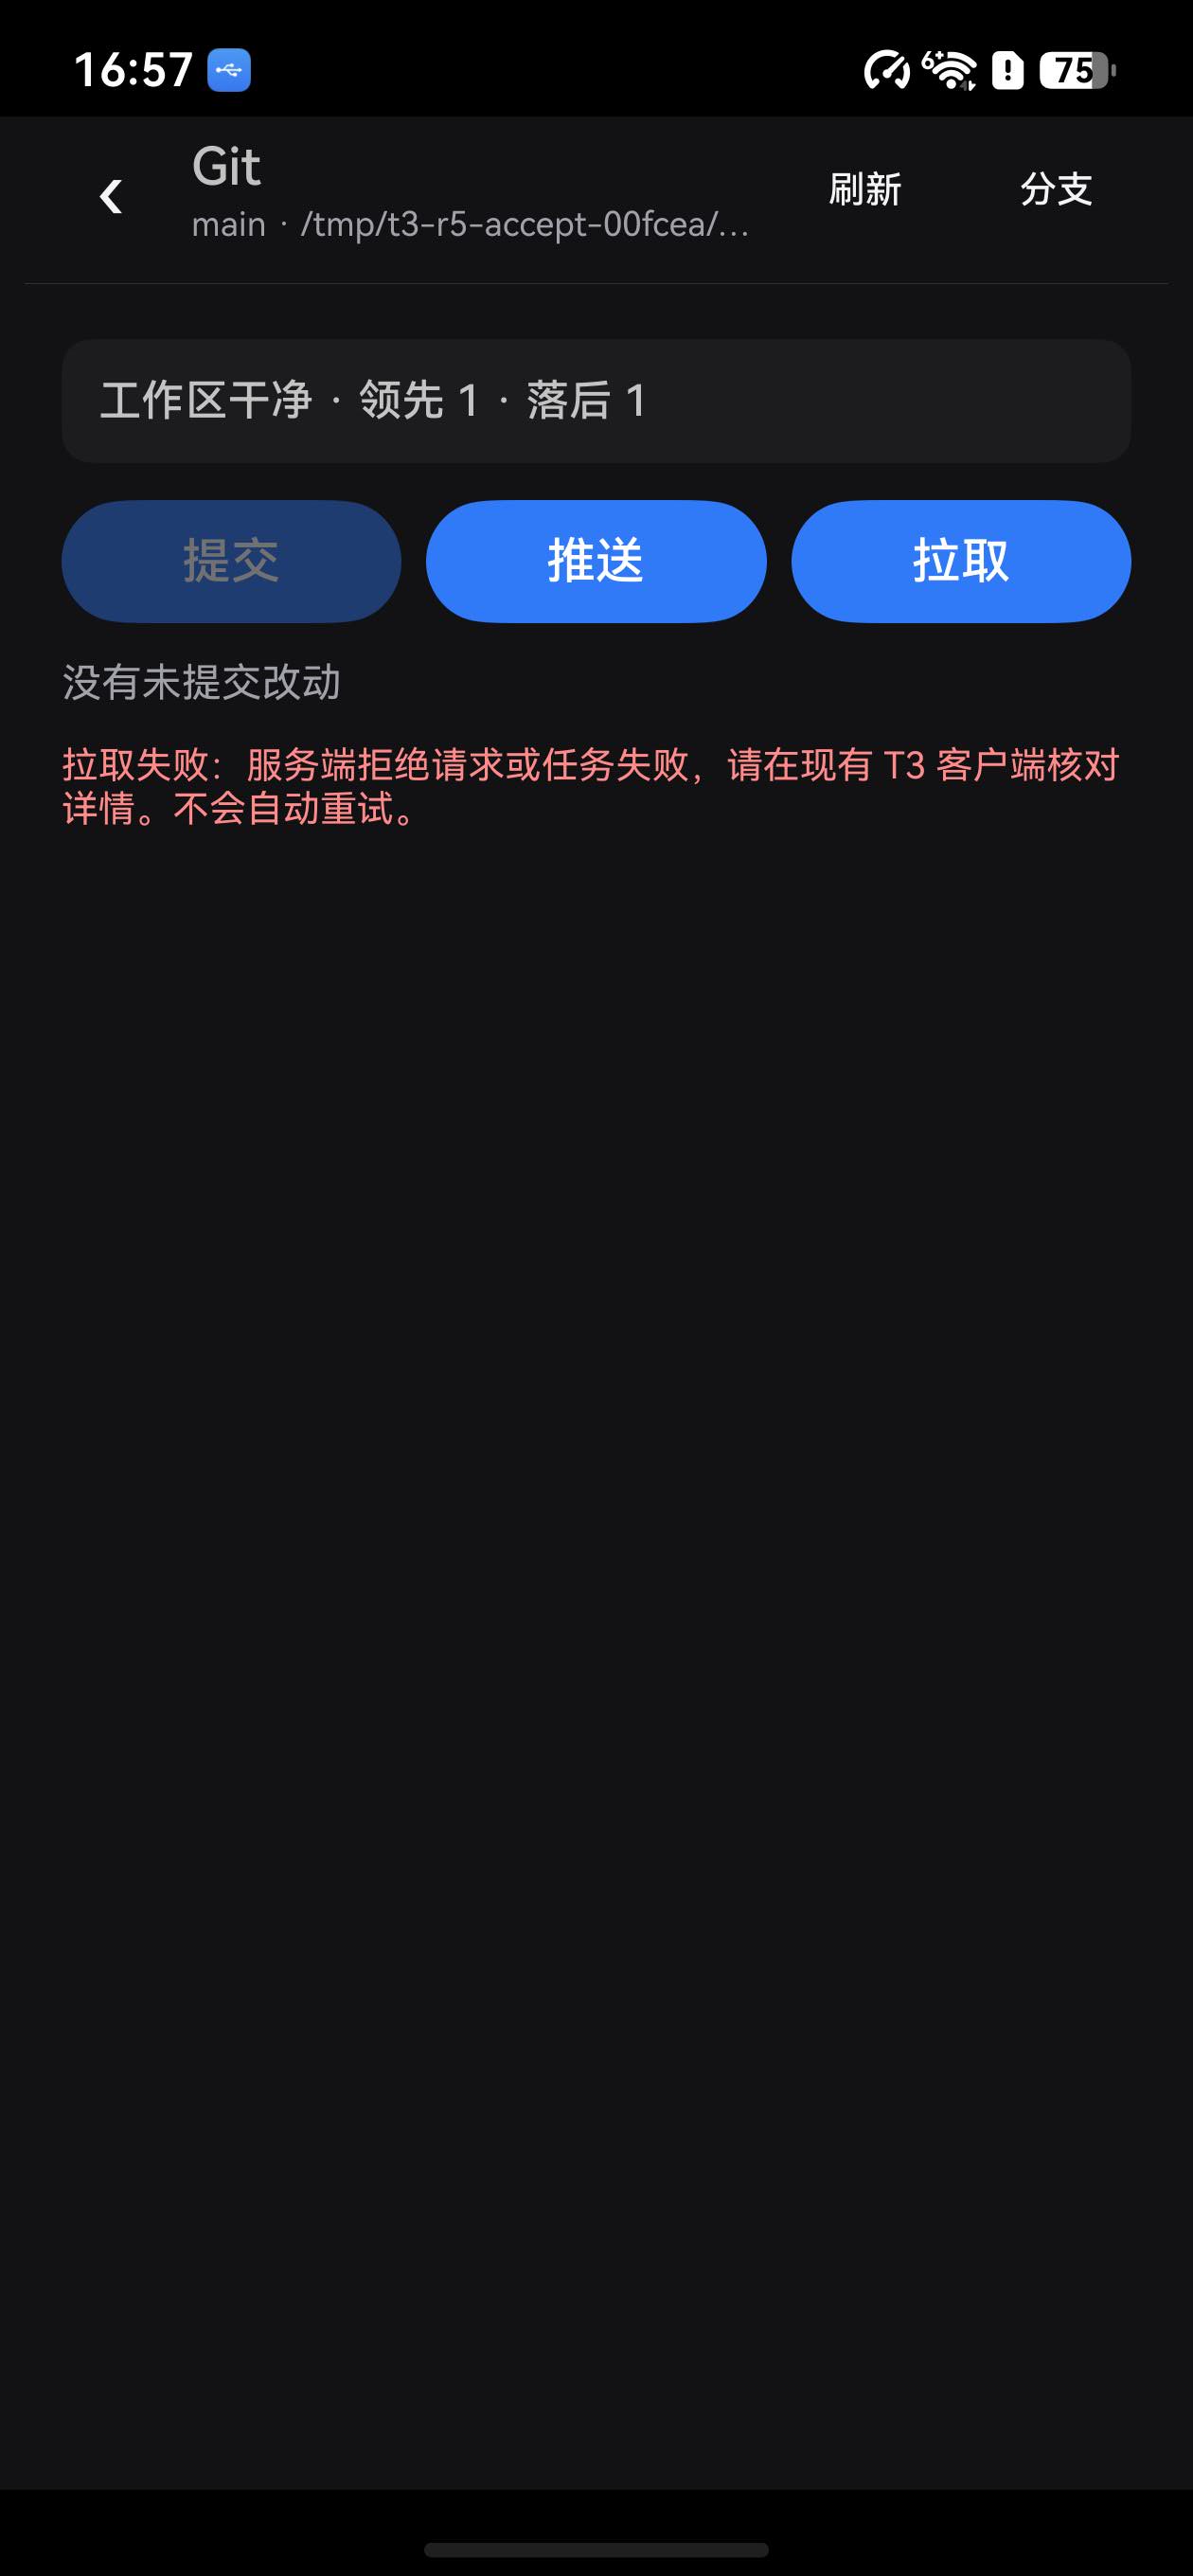 16:57
6+
75
Git
main · /tmp/t3-r5-accept-00fcea/...
刷新
分支
工作区干净 · 领先 1 · 落后 1
提交
推送
拉取
没有未提交改动
拉取失败：服务端拒绝请求或任务失败，请在现有 T3 客户端核对
详情。不会自动重试。